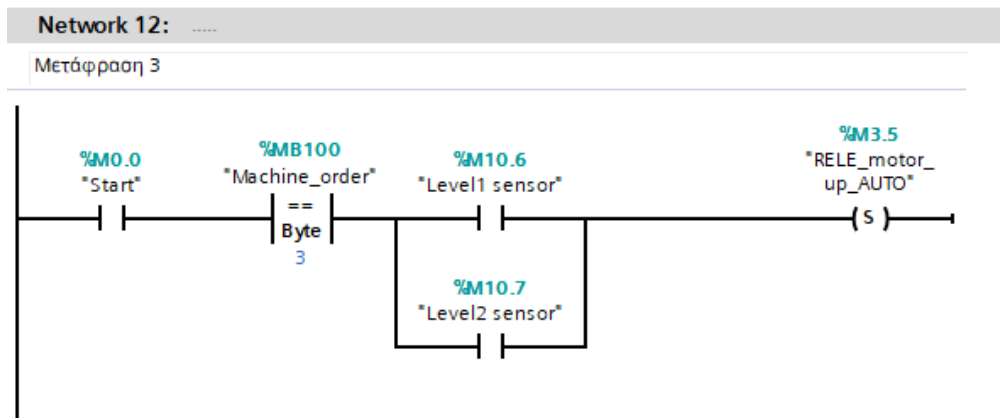 Network 12: .....
Μετάφραση 3
%M0.0
"Start"
%MB100
"Machine_order"
==
Byte
3
%M10.6
"Level1 sensor"
%M10.7
"Level2 sensor"
%M3.5
"RELE_motor_
up_AUTO"
S